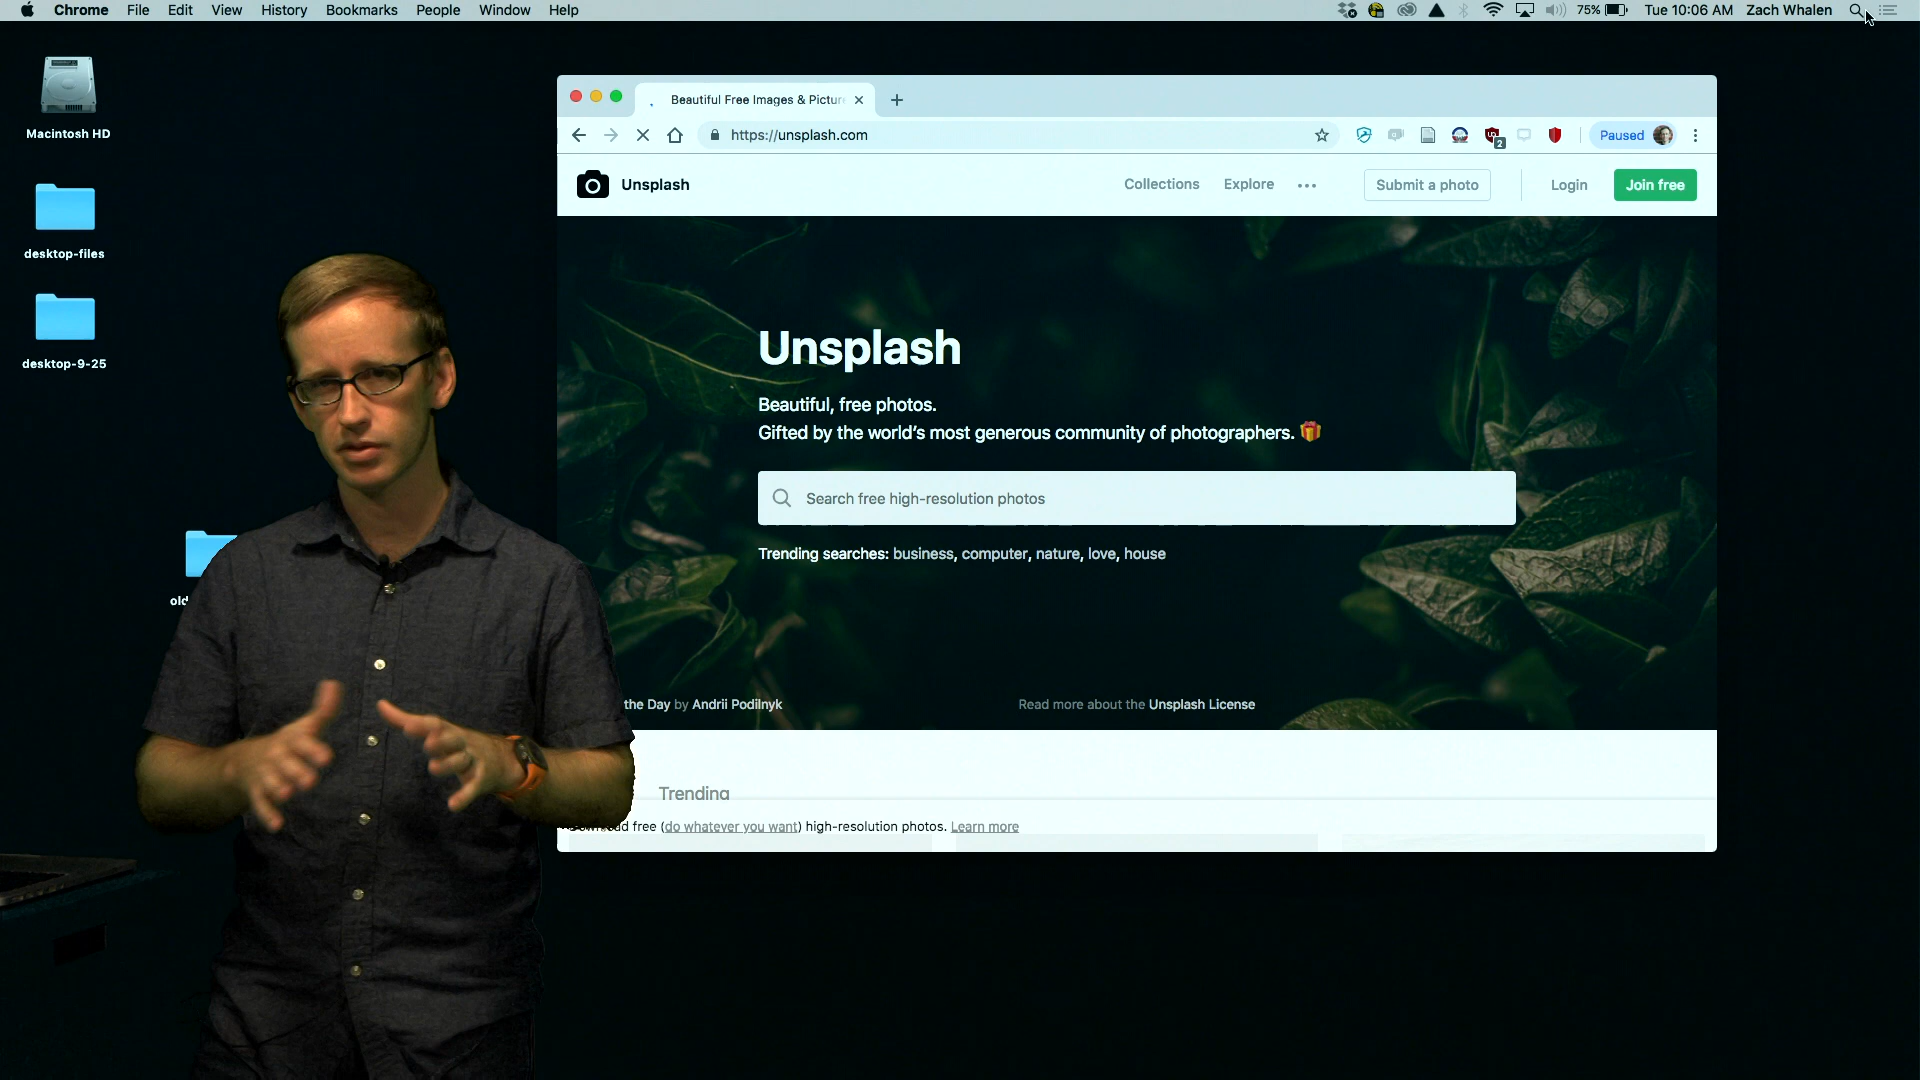 Chrome File Edit View History Bookmarks People Window Help
75% Tue 10:06 AM Zach Whalen
Macintosh HD
desktop-files
desktop-9-25
old
Beautiful Free Images & Pictur
https://unsplash.com
2
Paused
Unsplash
Collections Explore Submit a photo Login Join free
Unsplash
Beautiful, free photos.
Gifted by the world's most generous community of photographers.
Search free high-resolution photos
Trending searches: business, computer, nature, love, house
the Day by Andrii Podilnyk
Read more about the Unsplash License
Trending
free (do whatever you want) high-resolution photos. Learn more